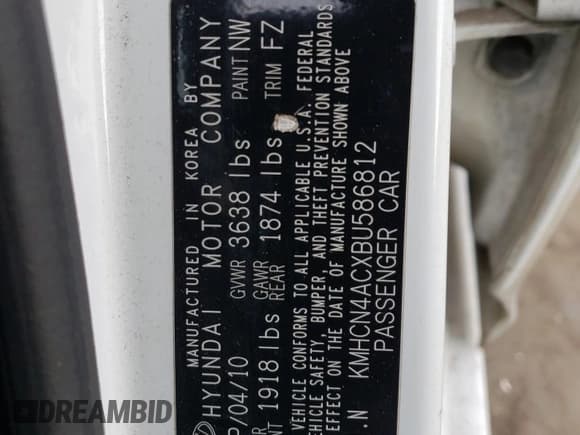 MANUFACTURED IN KOREA BY
HYUNDAI MOTOR COMPANY
P/04/10 GVWR 3638 lbs PAINT NW
GAWR
REAR 1918 lbs 1874 lbs TRIM FZ
VEHICLE CONFORMS TO ALL APPLICABLE U.S.A. FEDERAL
VEHICLE SAFETY, BUMPER, AND THEFT PREVENTION STANDARDS
EFFECT ON THE DATE OF MANUFACTURE SHOWN ABOVE
.N KMHCN4ACXBU586812
PASSENGER CAR
DREAMBID